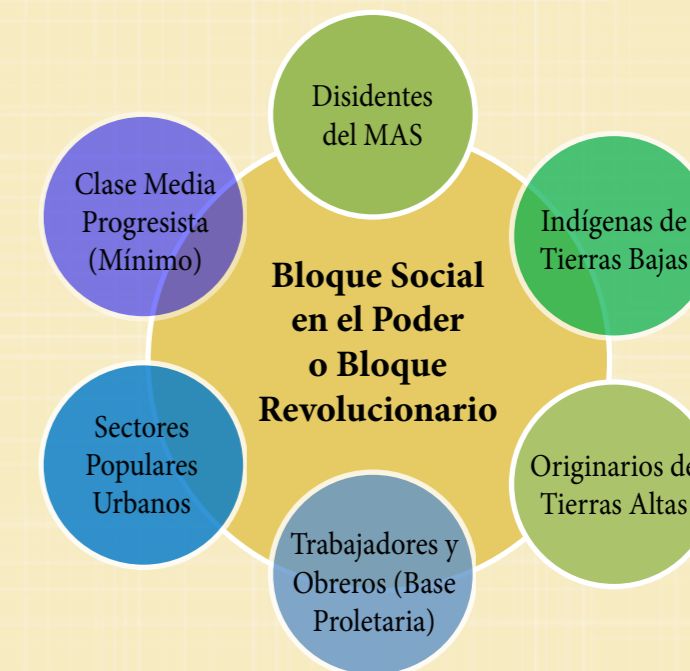 Disidentes
del MAS
Clase Media
Progresista
(Mínimo)
Indígenas de
Tierras Bajas
Bloque Social
en el Poder
o Bloque
Revolucionario
Sectores
Populares
Urbanos
Originarios de
Tierras Altas
Trabajadores y
Obreros (Base
Proletaria)